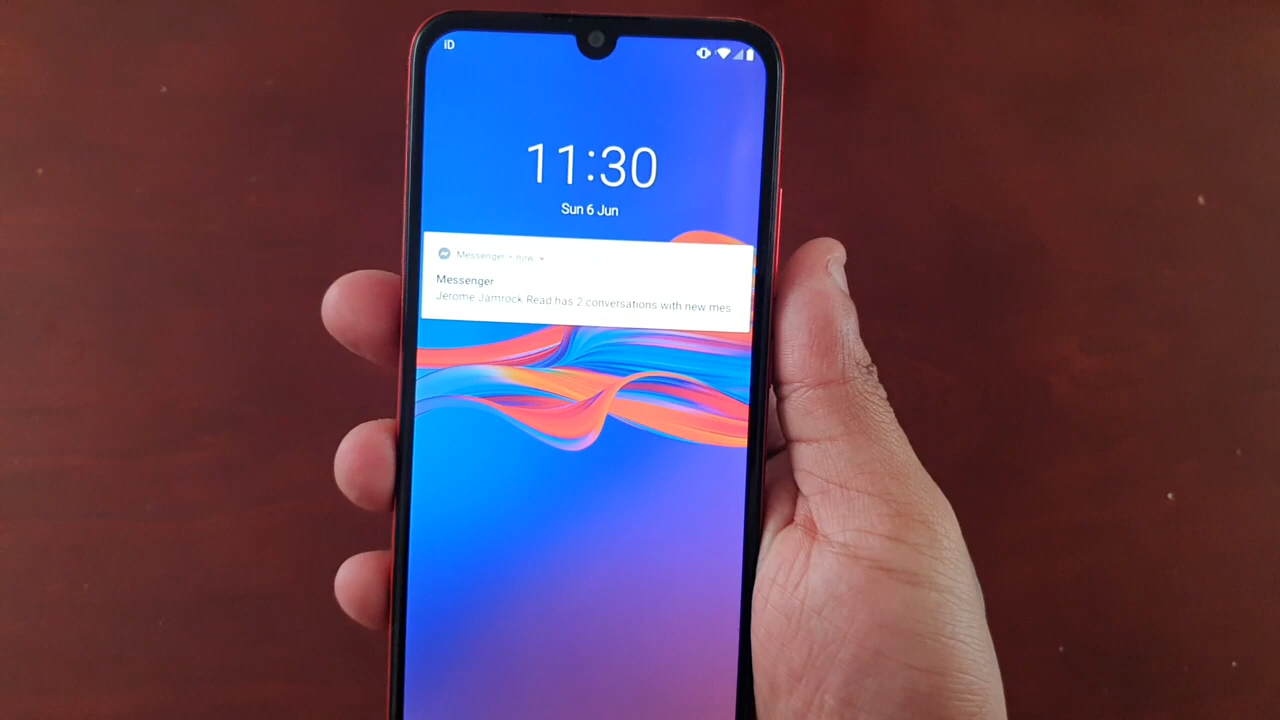 iD
11:30
Sun 6 Jun
Messenger • now
Messenger
Jerome Jamrock Read has 2 conversations with new mes